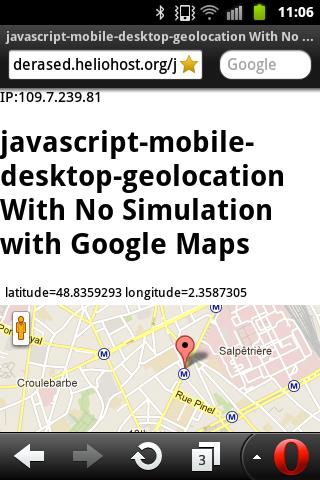 11:06
javascript-mobile-desktop-geolocation With No ...
derased.heliohost.org/j
Google
IP:109.7.239.81
javascript-mobile-
desktop-geolocation
With No Simulation
with Google Maps
latitude=48.8359293 longitude=2.3587305
M
Salpêtrière
M
M
Croulebarbe
M
Rue Pinel
M
3